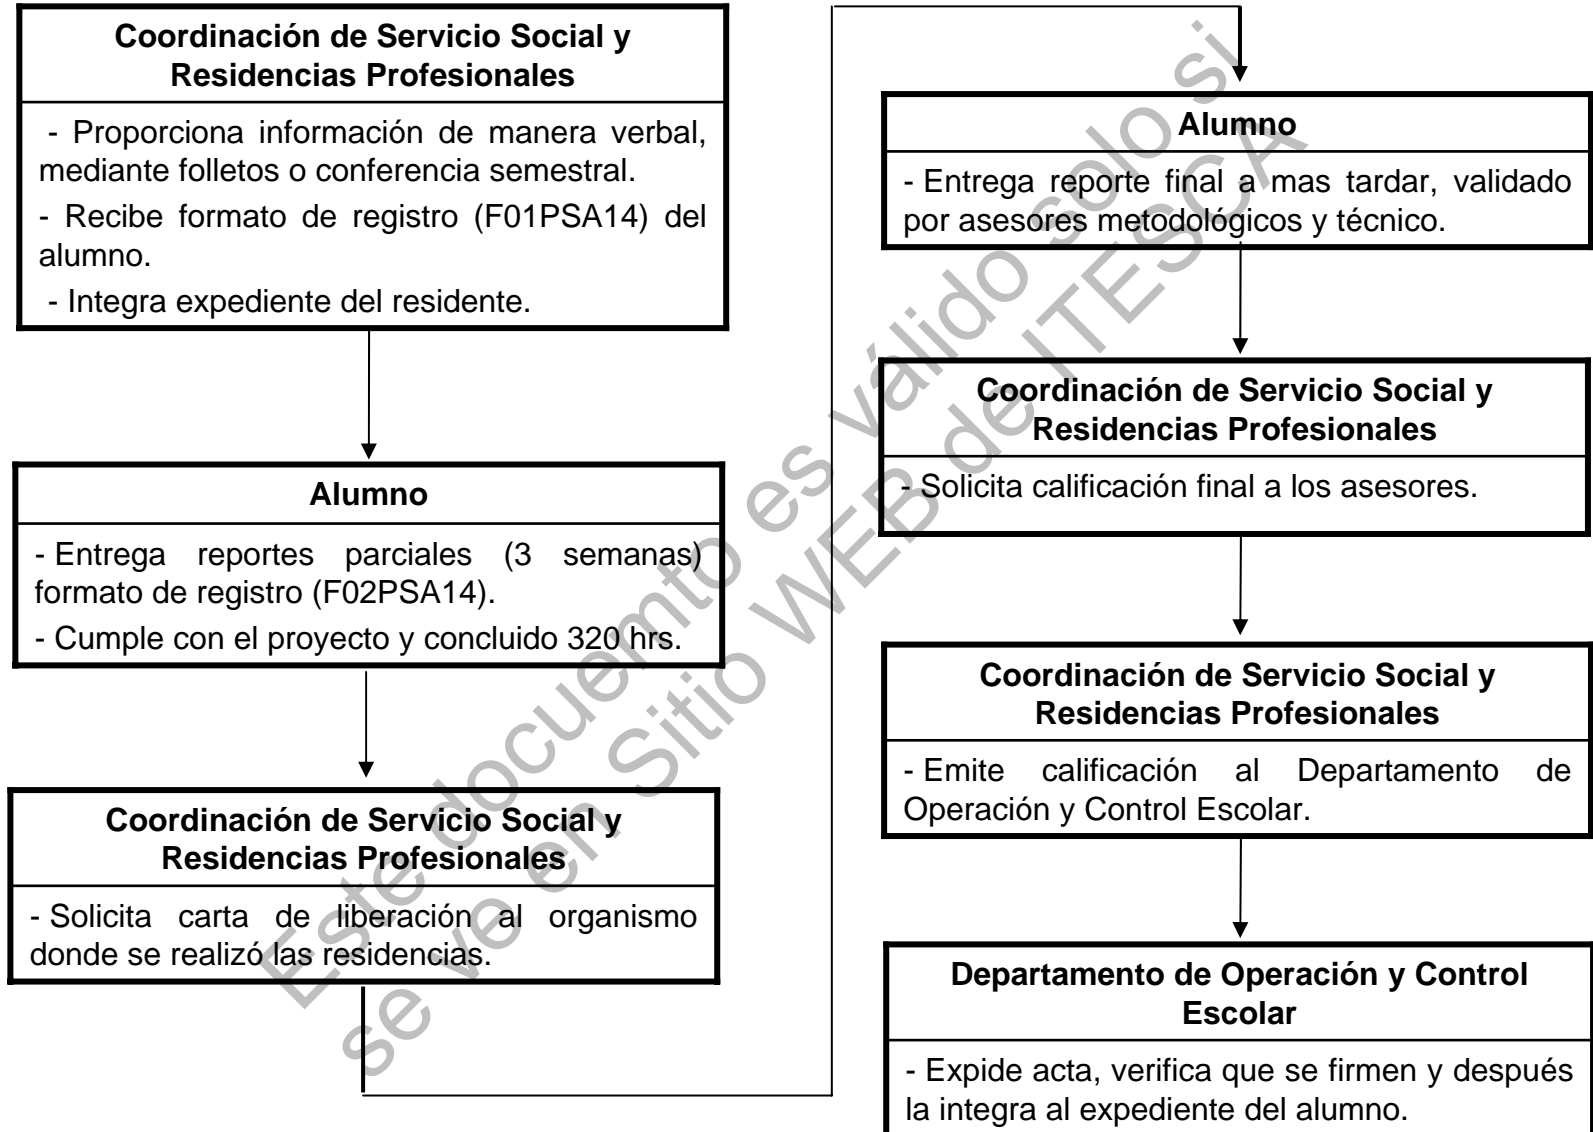 Coordinación de Servicio Social y
Residencias Profesionales
- Proporciona información de manera verbal,
mediante folletos o conferencia semestral.
- Recibe formato de registro (F01PSA14) del
alumno.
- Integra expediente del residente.
Alumno
- Entrega reportes parciales (3 semanas)
formato de registro (F02PSA14).
- Cumple con el proyecto y concluido 320 hrs.
Coordinación de Servicio Social y
Residencias Profesionales
- Solicita carta de liberación al organismo
donde se realizó las residencias.
Alumno
- Entrega reporte final a mas tardar, validado
por asesores metodológicos y técnico.
Coordinación de Servicio Social y
Residencias Profesionales
- Solicita calificación final a los asesores.
Coordinación de Servicio Social y
Residencias Profesionales
- Emite calificación al Departamento de
Operación y Control Escolar.
Departamento de Operación y Control
Escolar
- Expide acta, verifica que se firmen y después
la integra al expediente del alumno.
Este documento es válido solo si
se ve en Sitio WEB de ITESCA